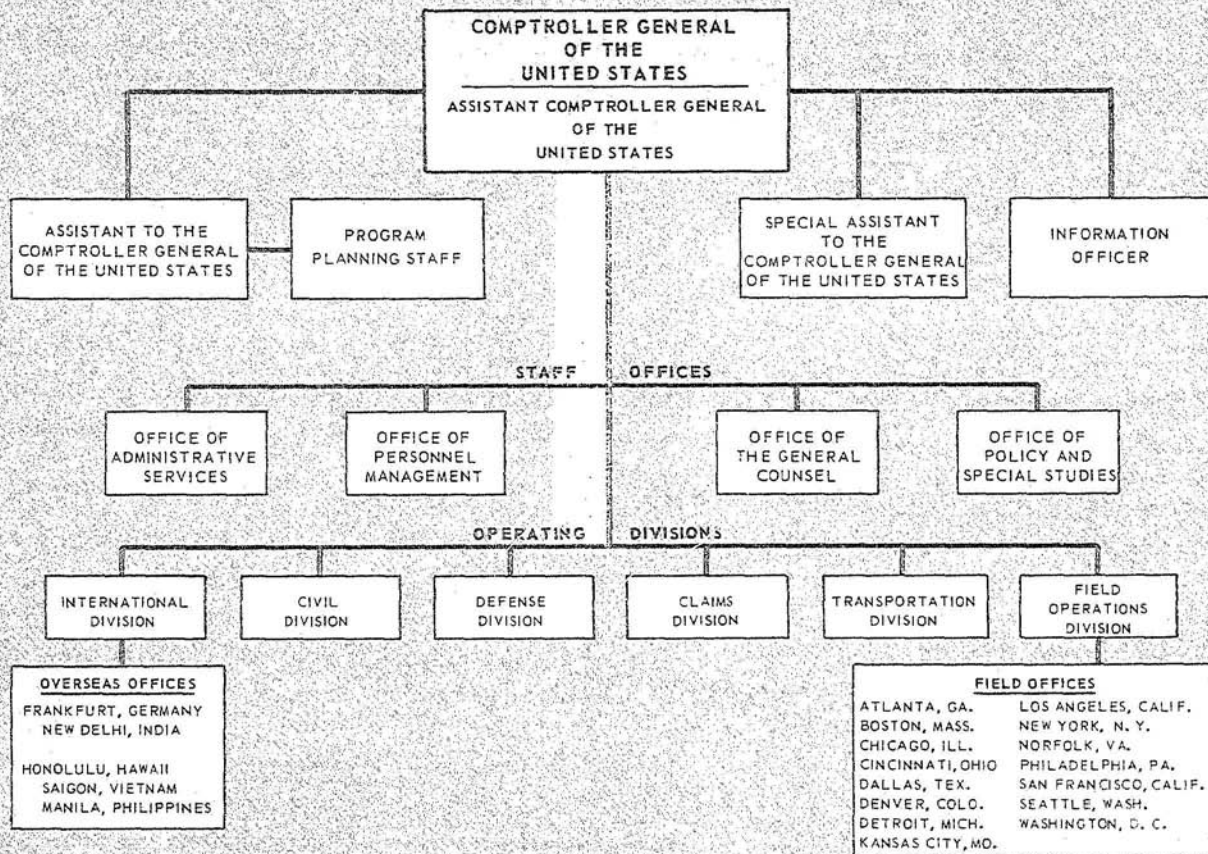 COMPTROLLER GENERAL
OF THE
UNITED STATES
ASSISTANT COMPTROLLER GENERAL
OF THE
UNITED STATES
ASSISTANT TO THE
COMPTROLLER GENERAL
OF THE UNITED STATES
PROGRAM
PLANNING STAFF
SPECIAL ASSISTANT
TO THE
COMPTROLLER GENERAL
OF THE UNITED STATES
INFORMATION
OFFICER
STAFF OFFICES
OFFICE OF
ADMINISTRATIVE
SERVICES
OFFICE OF
PERSONNEL
MANAGEMENT
OFFICE OF
THE GENERAL
COUNSEL
OFFICE OF
POLICY AND
SPECIAL STUDIES
OPERATING DIVISIONS
INTERNATIONAL
DIVISION
CIVIL
DIVISION
DEFENSE
DIVISION
CLAIMS
DIVISION
TRANSPORTATION
DIVISION
FIELD
OPERATIONS
DIVISION
OVERSEAS OFFICES
FRANKFURT, GERMANY
NEW DELHI, INDIA
HONOLULU, HAWAII
SAIGON, VIETNAM
MANILA, PHILIPPINES
FIELD OFFICES
ATLANTA, GA.
BOSTON, MASS.
CHICAGO, ILL.
CINCINNATI, OHIO
DALLAS, TEX.
DENVER, COLO.
DETROIT, MICH.
KANSAS CITY, MO.
LOS ANGELES, CALIF.
NEW YORK, N. Y.
NORFOLK, VA.
PHILADELPHIA, PA.
SAN FRANCISCO, CALIF.
SEATTLE, WASH.
WASHINGTON, D. C.